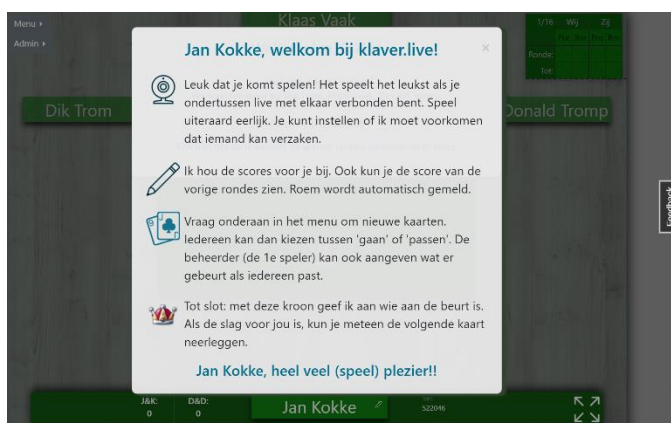 Menu
Klaas Vaak
1/16 Wij Zij
Admin
Ronde:
Tot:
Jan Kokke, welkom bij klaver.live!
×
Leuk dat je komt spelen! Het speelt het leukst als je
ondertussen live met elkaar verbonden bent. Speel
uiteraard eerlijk. Je kunt instellen of ik moet voorkomen
dat iemand kan verzaken.
Dik Trom
Donald Tromp
Ik hou de scores voor je bij. Ook kun je de score van de
vorige rondes zien. Roem wordt automatisch gemeld.
Vraag onderaan in het menu om nieuwe kaarten.
Iedereen kan dan kiezen tussen 'gaan' of 'passen'. De
beheerder (de 1e speler) kan ook aangeven wat er
gebeurt als iedereen past.
Tot slot: met deze kroon geef ik aan wie aan de beurt is.
Als de slag voor jou is, kun je meteen de volgende kaart
neerleggen.
Jan Kokke, heel veel (speel) plezier!!
Feedback
J&K: D&D:
0 0
Jan Kokke
522046